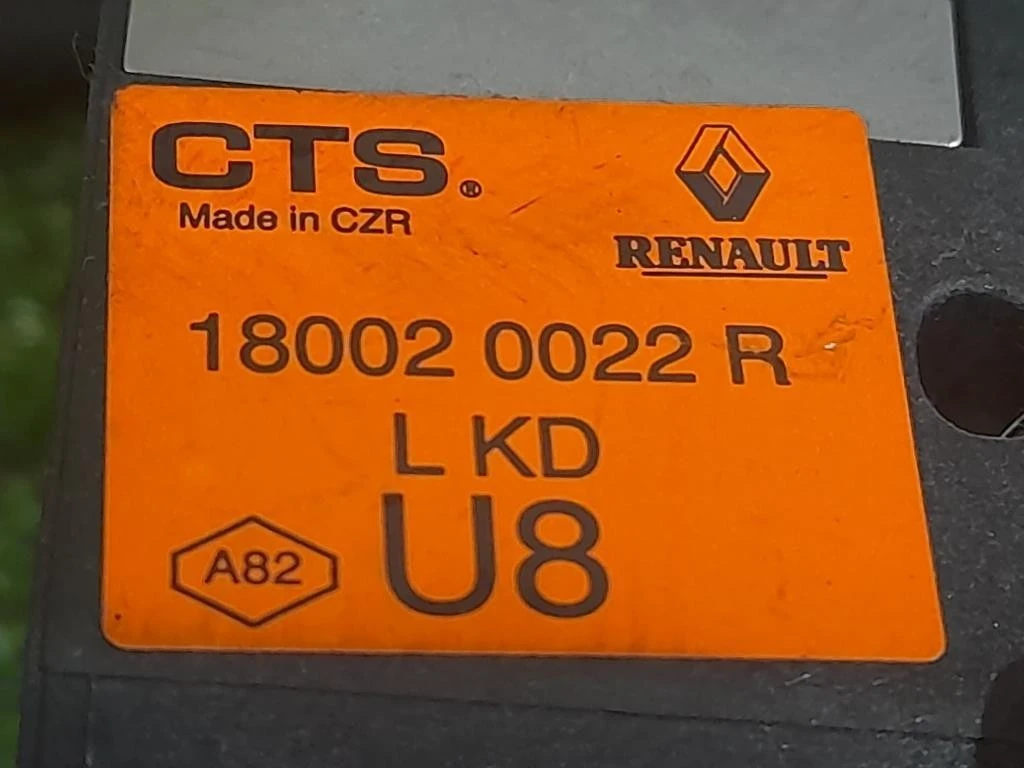 CTS®
Made in CZR
RENAULT
18002 0022 R
L KD
U8
A82